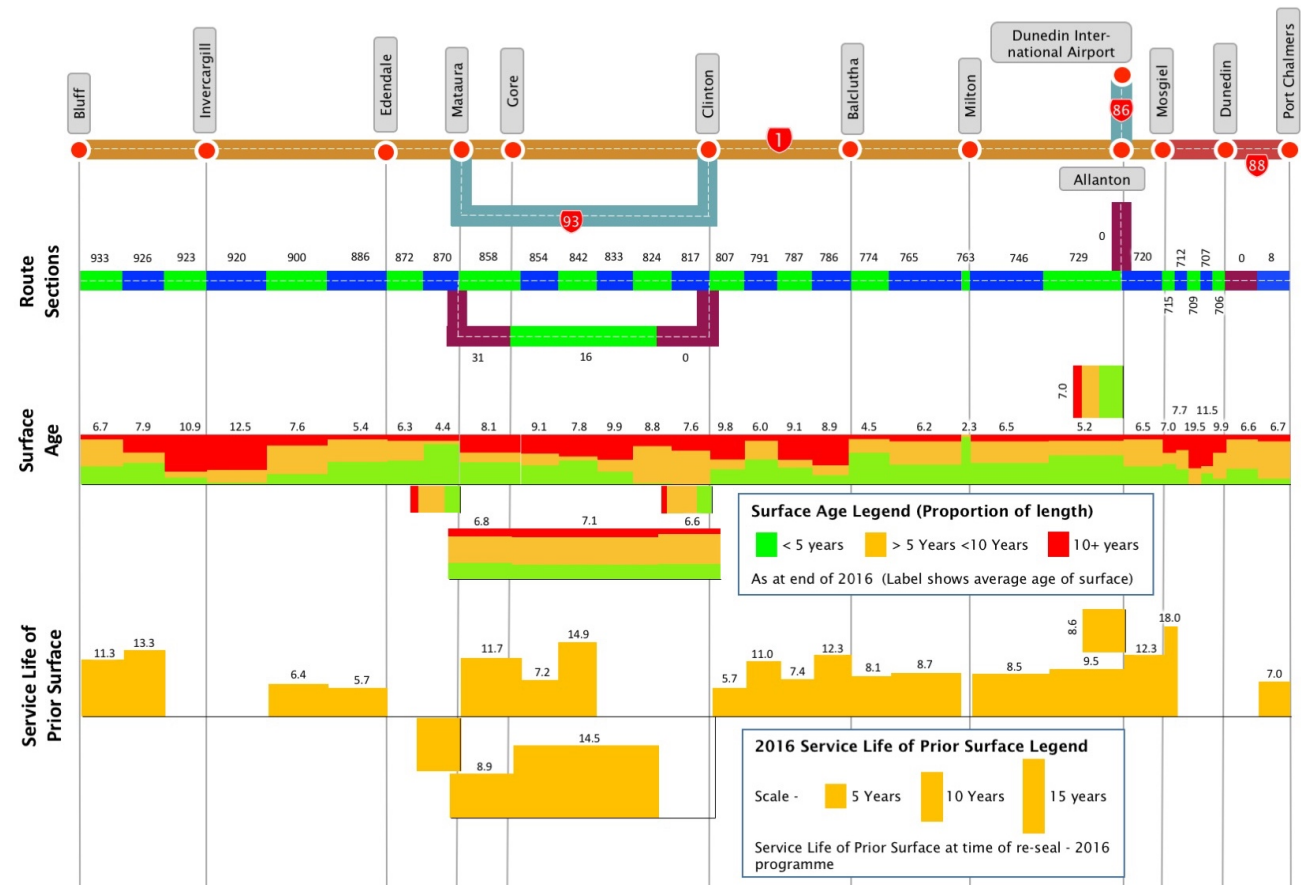 Bluff
Invercargill
Edendale
Mataura
Gore
Clinton
Balclutha
Milton
Dunedin Inter-
national Airport
Mosgiel
Dunedin
Port Chalmers
86
1
88
Allanton
93
Route
Sections
933 926 923 920 900 886 872 870 858 854 842 833 824 817 807 791 787 786 774 765 763 746 729 0 720 712 707 0 8
715 709 706
31 16 0
Surface
Age
7.0
7.7 11.5
6.7 7.9 10.9 12.5 7.6 5.4 6.3 4.4 8.1 9.1 7.8 9.9 8.8 7.6 9.8 6.0 9.1 8.9 4.5 6.2 2.3 6.5 5.2 6.5 7.0 19.5 9.9 6.6 6.7
6.8 7.1 6.6
Surface Age Legend (Proportion of length)
< 5 years > 5 Years <10 Years 10+ years
As at end of 2016 (Label shows average age of surface)
Service Life of
Prior Surface
11.3 13.3 6.4 5.7 11.7 7.2 14.9 5.7 11.0 7.4 12.3 8.1 8.7 8.5 9.5 8.6 12.3 18.0 7.0
8.9 14.5
2016 Service Life of Prior Surface Legend
Scale - 5 Years 10 Years 15 years
Service Life of Prior Surface at time of re-seal - 2016
programme